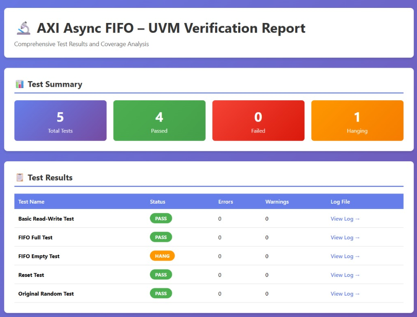 🔬 AXI Async FIFO – UVM Verification Report
Comprehensive Test Results and Coverage Analysis
📊 Test Summary
5 4 0 1
Total Tests Passed Failed Hanging
📋 Test Results
Test Name Status Errors Warnings Log File
Basic Read-Write Test PASS 0 0 View Log →
FIFO Full Test PASS 0 0 View Log →
FIFO Empty Test HANG 0 0 View Log →
Reset Test PASS 0 0 View Log →
Original Random Test PASS 0 0 View Log →